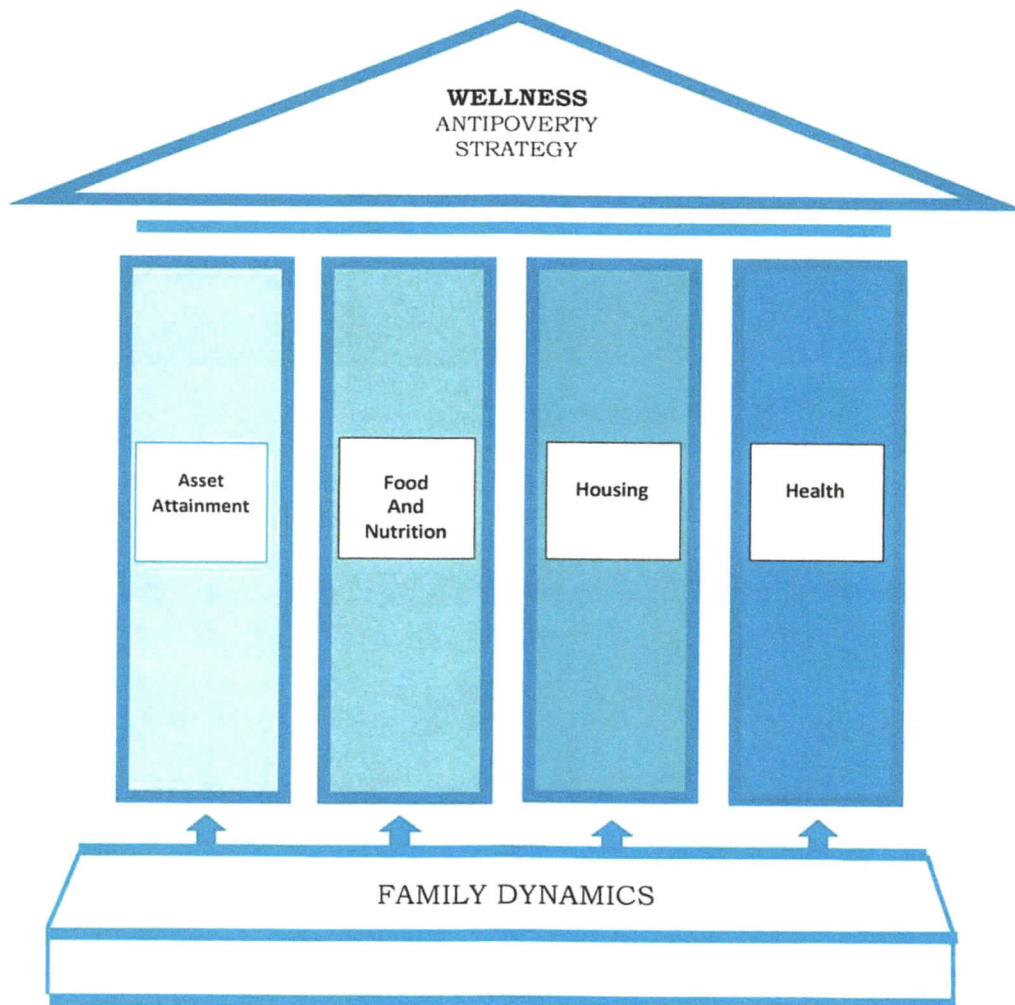 WELLNESS
ANTIPOVERTY
STRATEGY
Asset
Attainment
Food
And
Nutrition
Housing
Health
FAMILY DYNAMICS